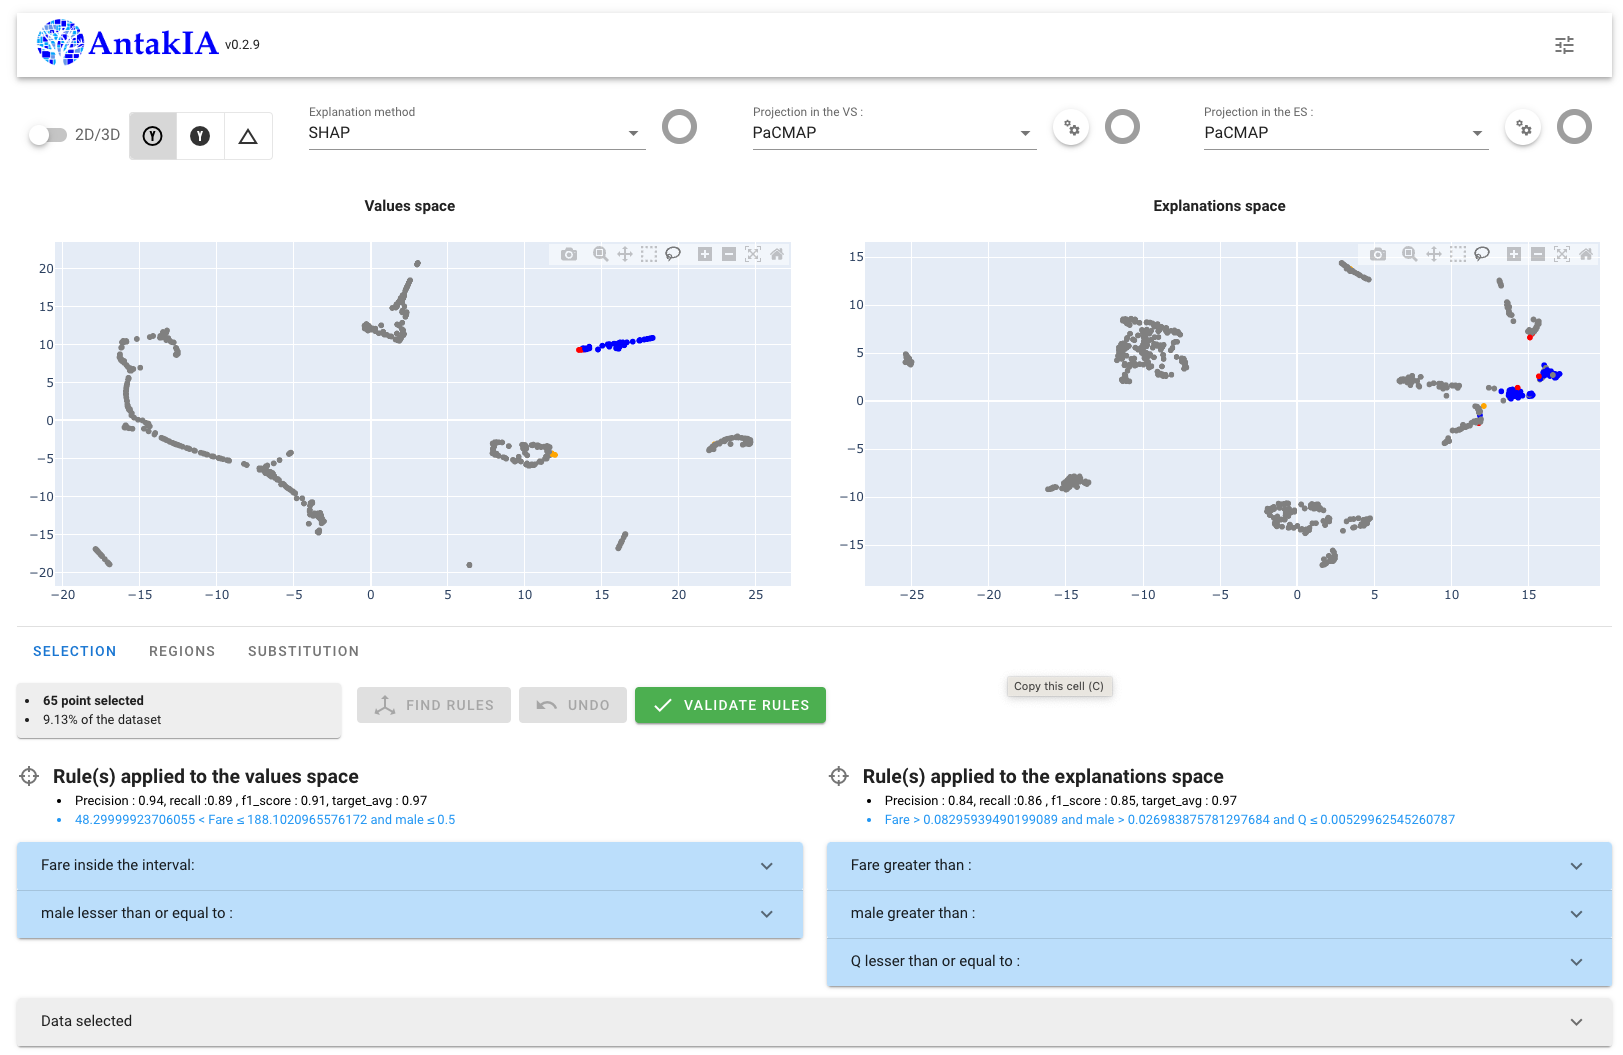 AntakIA v0.2.9
2D/3D
Y
Y
Explanation method
SHAP
Projection in the VS :
PaCMAP
Projection in the ES :
PaCMAP
Values space
20
15
10
5
0
−5
−10
−15
−20
−20 −15 −10 −5 0 5 10 15 20 25
Explanations space
15
10
5
0
−5
−10
−15
−25 −20 −15 −10 −5 0 5 10 15
SELECTION REGIONS SUBSTITUTION
65 point selected
9.13% of the dataset
FIND RULES
UNDO
VALIDATE RULES
Copy this cell (C)
Rule(s) applied to the values space
Precision : 0.94, recall :0.89 , f1_score : 0.91, target_avg : 0.97
48.29999923706055 < Fare ≤ 188.1020965576172 and male ≤ 0.5
Fare inside the interval:
male lesser than or equal to :
Rule(s) applied to the explanations space
Precision : 0.84, recall :0.86 , f1_score : 0.85, target_avg : 0.97
Fare > 0.08295939490199089 and male > 0.026983875781297684 and Q ≤ 0.00529962545260787
Fare greater than :
male greater than :
Q lesser than or equal to :
Data selected